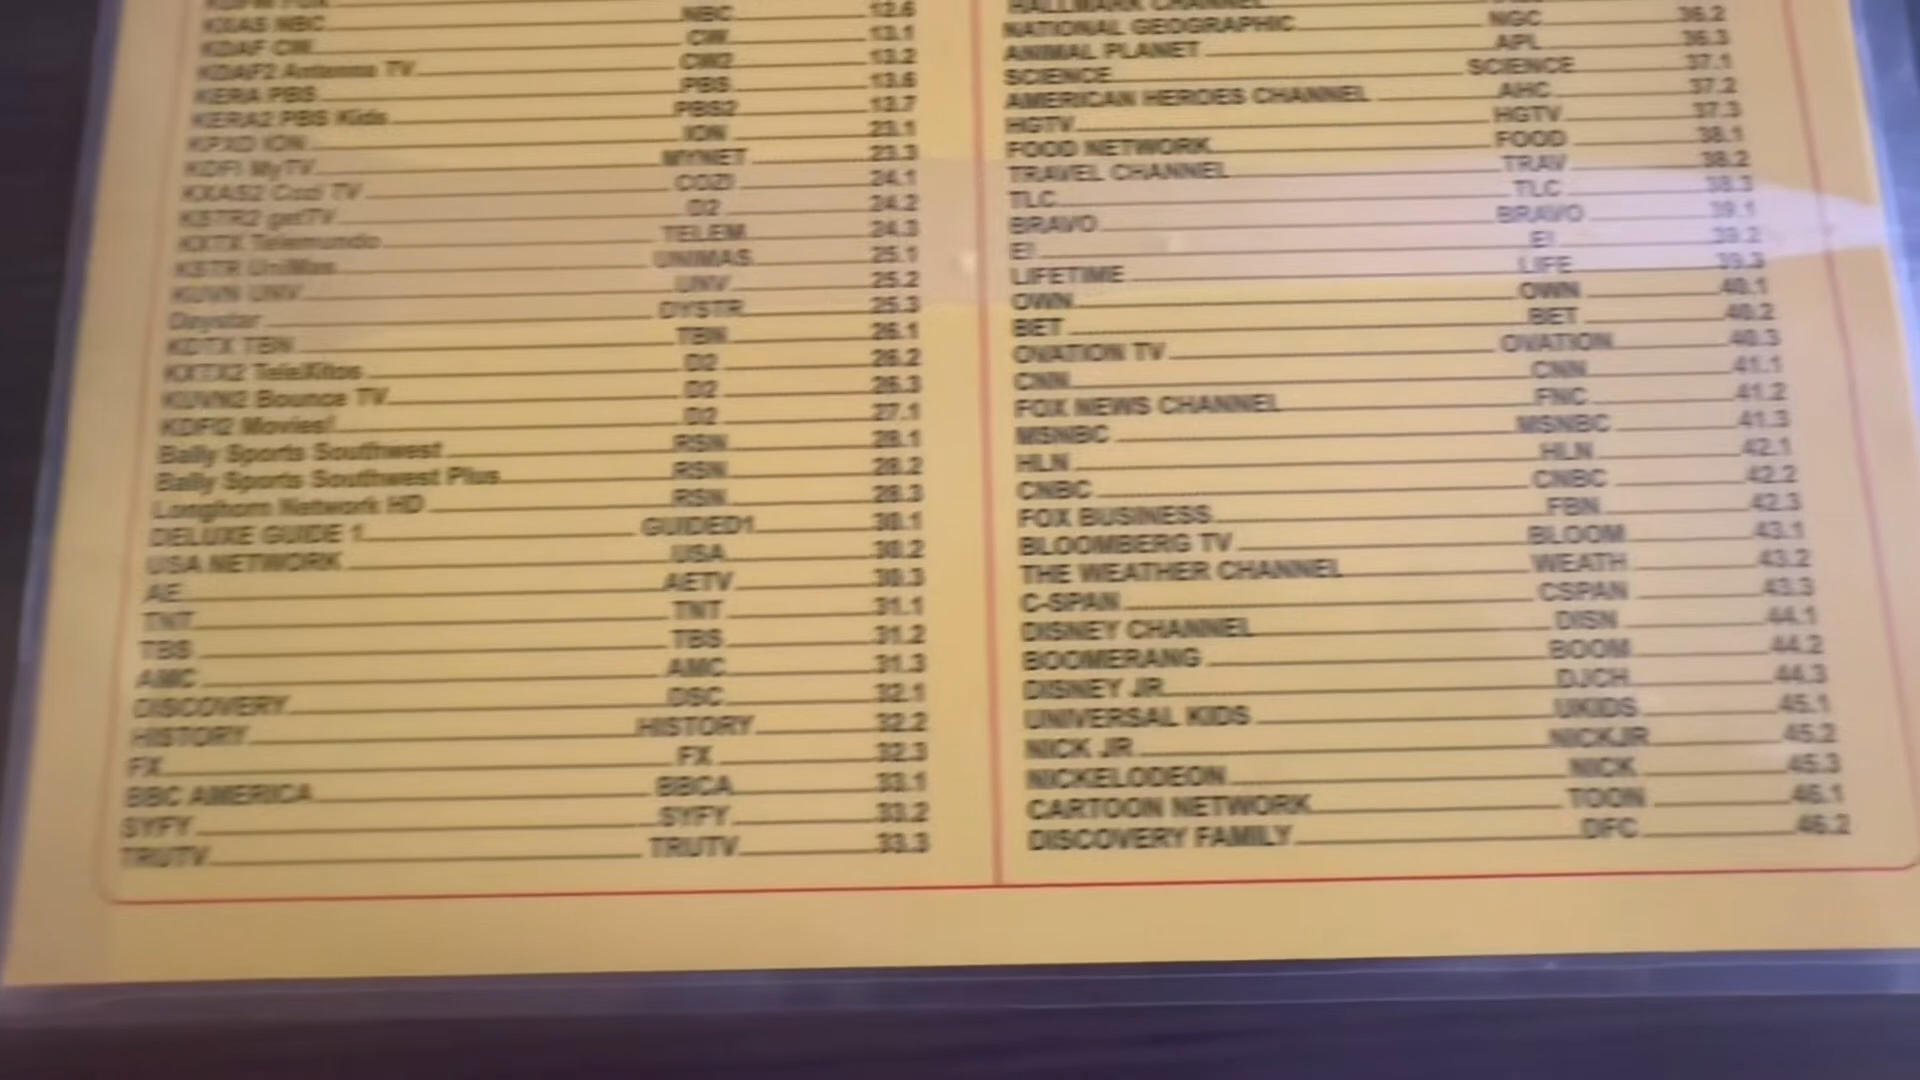 KXAS NBC NBC 12.6
KDAF CW CW 13.1
KDAF2 Antenna TV CW2 13.2
KERA PBS PBS 13.6
KERA2 PBS Kids PBS2 13.7
KPXD ION ION 23.1
KDFI MyTV MYNET 23.3
KXAS2 Cozi TV COZI 24.1
KSTR2 getTV D2 24.2
KXTX Telemundo TELEM 24.3
KSTR UniMas UNIMAS 25.1
KUVN UNV UNV 25.2
Daystar DYSTR 25.3
KDTX TBN TBN 26.1
KXTX2 TeleXitos D2 26.2
KUVN2 Bounce TV D2 26.3
KDFI2 Movies! D2 27.1
Bally Sports Southwest RSN 28.1
Bally Sports Southwest Plus RSN 28.2
Longhorn Network HD RSN 28.3
DELUXE GUIDE 1 GUIDED1 30.1
USA NETWORK USA 30.2
AE AETV 30.3
TNT TNT 31.1
TBS TBS 31.2
AMC AMC 31.3
DISCOVERY DSC 32.1
HISTORY HISTORY 32.2
FX FX 32.3
BBC AMERICA BBCA 33.1
SYFY SYFY 33.2
TRUTV TRUTV 33.3
HALLMARK CHANNEL
NATIONAL GEOGRAPHIC NGC 36.2
ANIMAL PLANET APL 36.3
SCIENCE SCIENCE 37.1
AMERICAN HEROES CHANNEL AHC 37.2
HGTV HGTV 37.3
FOOD NETWORK FOOD 38.1
TRAVEL CHANNEL TRAV 38.2
TLC TLC 38.3
BRAVO BRAVO 39.1
E! E! 39.2
LIFETIME LIFE 39.3
OWN OWN 40.1
BET BET 40.2
OVATION TV OVATION 40.3
CNN CNN 41.1
FOX NEWS CHANNEL FNC 41.2
MSNBC MSNBC 41.3
HLN HLN 42.1
CNBC CNBC 42.2
FOX BUSINESS FBN 42.3
BLOOMBERG TV BLOOM 43.1
THE WEATHER CHANNEL WEATH 43.2
C-SPAN CSPAN 43.3
DISNEY CHANNEL DISN 44.1
BOOMERANG BOOM 44.2
DISNEY JR DJCH 44.3
UNIVERSAL KIDS UKIDS 45.1
NICK JR NICKJR 45.2
NICKELODEON NICK 45.3
CARTOON NETWORK TOON 46.1
DISCOVERY FAMILY DFC 46.2